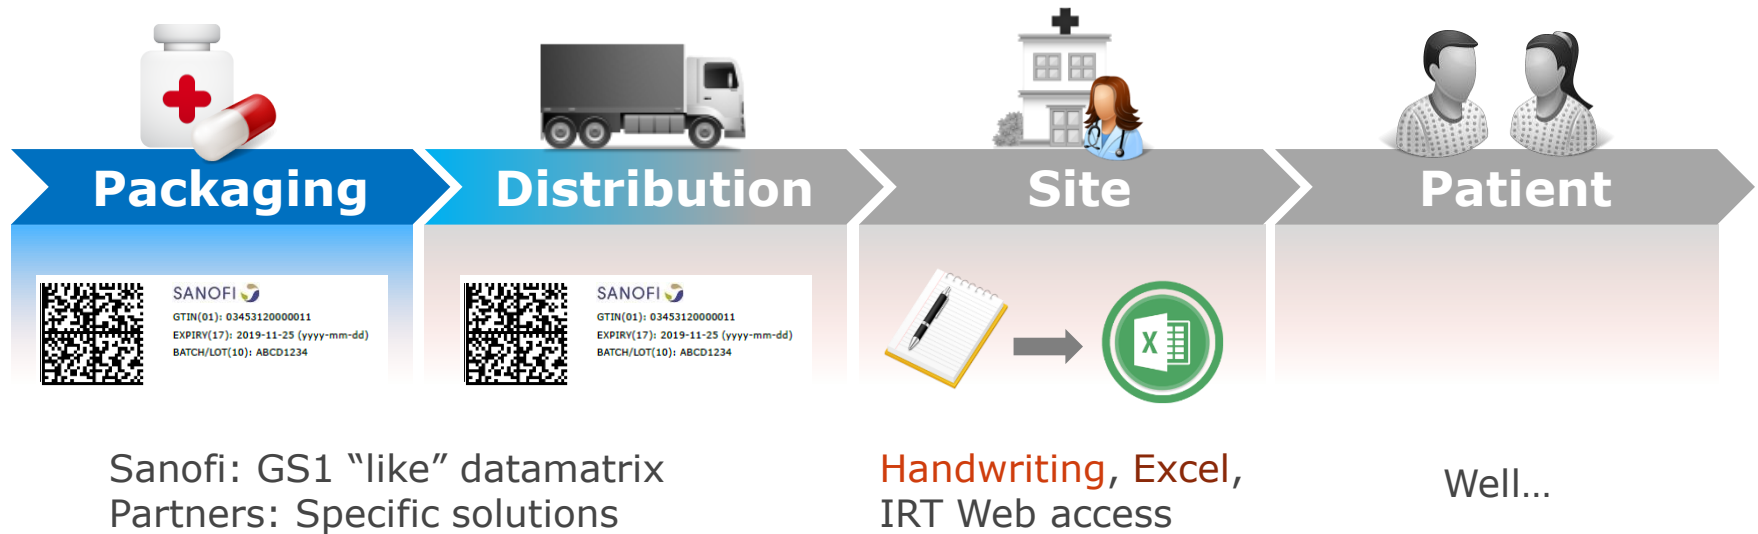 Packaging
Distribution
Site
Patient
SANOFI
GTIN(01): 03453120000011
EXPIRY(17): 2019-11-25 (yyyy-mm-dd)
BATCH/LOT(10): ABCD1234
SANOFI
GTIN(01): 03453120000011
EXPIRY(17): 2019-11-25 (yyyy-mm-dd)
BATCH/LOT(10): ABCD1234
X
Sanofi: GS1 “like” datamatrix
Partners: Specific solutions
Handwriting, Excel,
IRT Web access
Well…